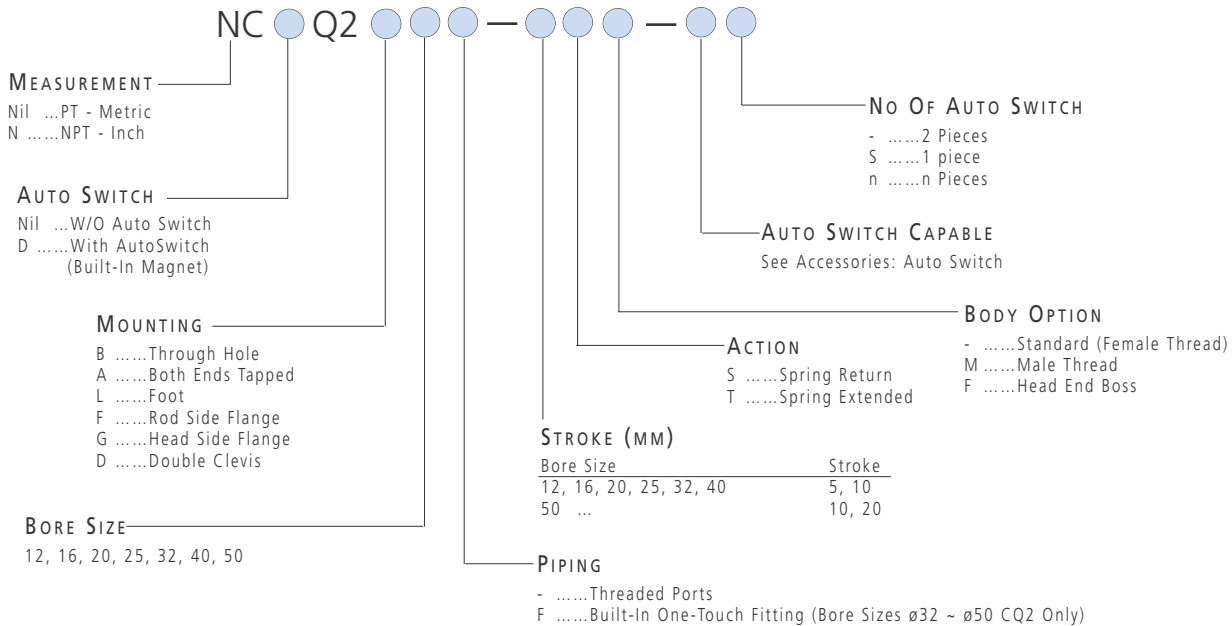 NC Q2 — —
MEASUREMENT
Nil ...PT - Metric
N ......NPT - Inch
AUTO SWITCH
Nil ...W/O Auto Switch
D ......With AutoSwitch
(Built-In Magnet)
MOUNTING
B ......Through Hole
A ......Both Ends Tapped
L ......Foot
F ......Rod Side Flange
G ......Head Side Flange
D ......Double Clevis
BORE SIZE
12, 16, 20, 25, 32, 40, 50
NO OF AUTO SWITCH
- ......2 Pieces
S ......1 piece
n ......n Pieces
AUTO SWITCH CAPABLE
See Accessories: Auto Switch
BODY OPTION
- ......Standard (Female Thread)
M ......Male Thread
F ......Head End Boss
ACTION
S ......Spring Return
T ......Spring Extended
STROKE (MM)
Bore Size Stroke
12, 16, 20, 25, 32, 40 5, 10
50 ... 10, 20
PIPING
- ......Threaded Ports
F ......Built-In One-Touch Fitting (Bore Sizes ø32 ~ ø50 CQ2 Only)